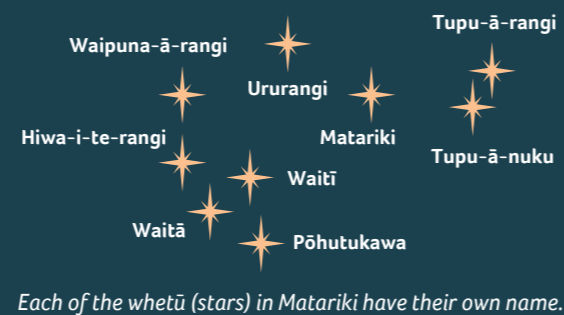 Tupu-ā-rangi
Waipuna-ā-rangi
Ururangi
Matariki
Hiwa-i-te-rangi
Tupu-ā-nuku
Waitī
Waitā
Pōhutukawa
Each of the whetū (stars) in Matariki have their own name.